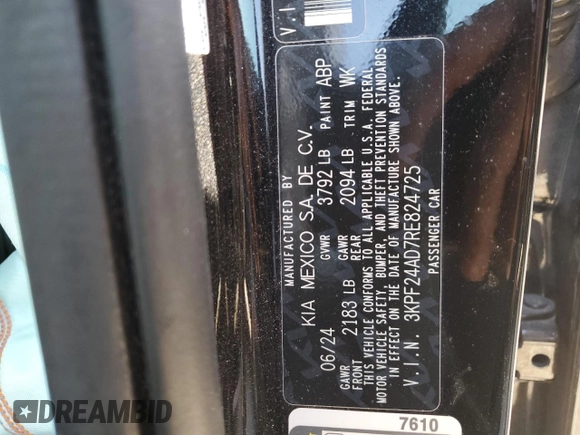 MANUFACTURED BY
KIA MEXICO S.A. DE C.V.
06/24 GVWR 3792 LB PAINT ABP
GAWR FRONT 2183 LB GAWR REAR 2094 LB TRIM WK
THIS VEHICLE CONFORMS TO ALL APPLICABLE U.S.A. FEDERAL
MOTOR VEHICLE SAFETY, BUMPER, AND THEFT PREVENTION STANDARDS
IN EFFECT ON THE DATE OF MANUFACTURE SHOWN ABOVE.
V.I.N. 3KPF24AD7RE824725
PASSENGER CAR
V.I
7610
DREAMBID